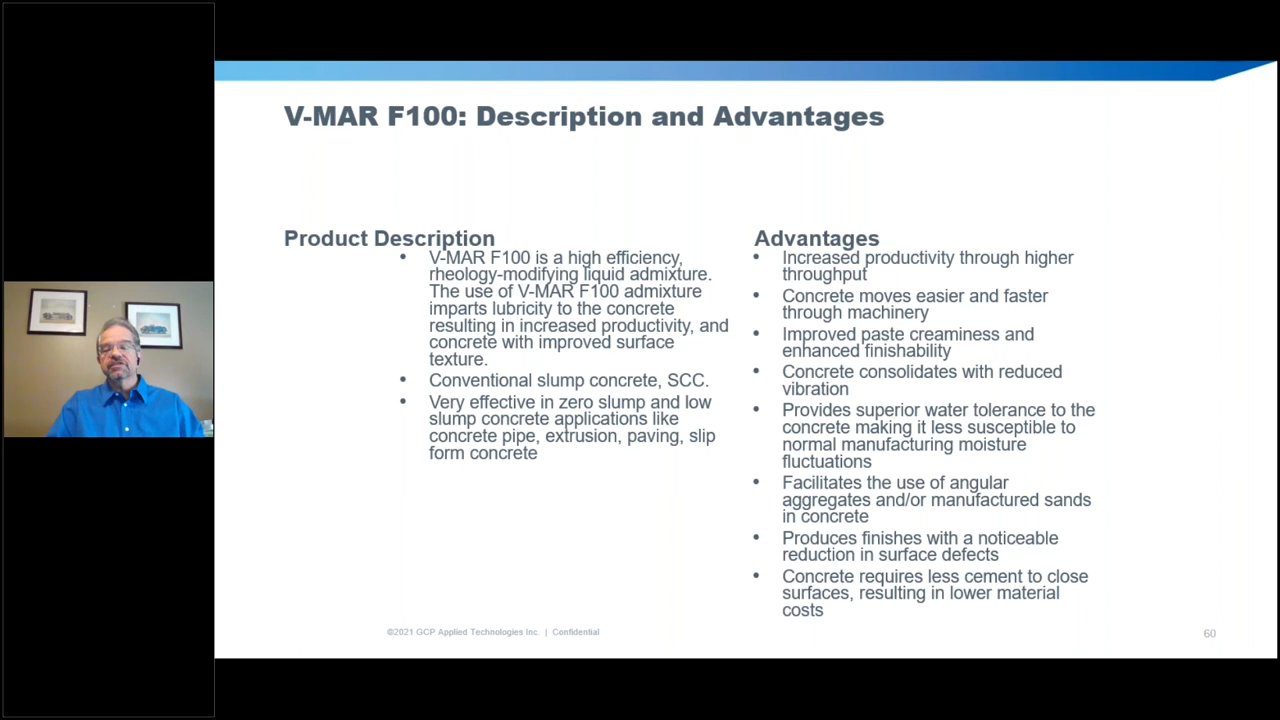 V-MAR F100: Description and Advantages
Product Description
• V-MAR F100 is a high efficiency,
rheology-modifying liquid admixture.
The use of V-MAR F100 admixture
imparts lubricity to the concrete
resulting in increased productivity, and
concrete with improved surface
texture.
• Conventional slump concrete, SCC.
• Very effective in zero slump and low
slump concrete applications like
concrete pipe, extrusion, paving, slip
form concrete
Advantages
• Increased productivity through higher
throughput
• Concrete moves easier and faster
through machinery
• Improved paste creaminess and
enhanced finishability
• Concrete consolidates with reduced
vibration
• Provides superior water tolerance to the
concrete making it less susceptible to
normal manufacturing moisture
fluctuations
• Facilitates the use of angular
aggregates and/or manufactured sands
in concrete
• Produces finishes with a noticeable
reduction in surface defects
• Concrete requires less cement to close
surfaces, resulting in lower material
costs
©2021 GCP Applied Technologies Inc. | Confidential
60